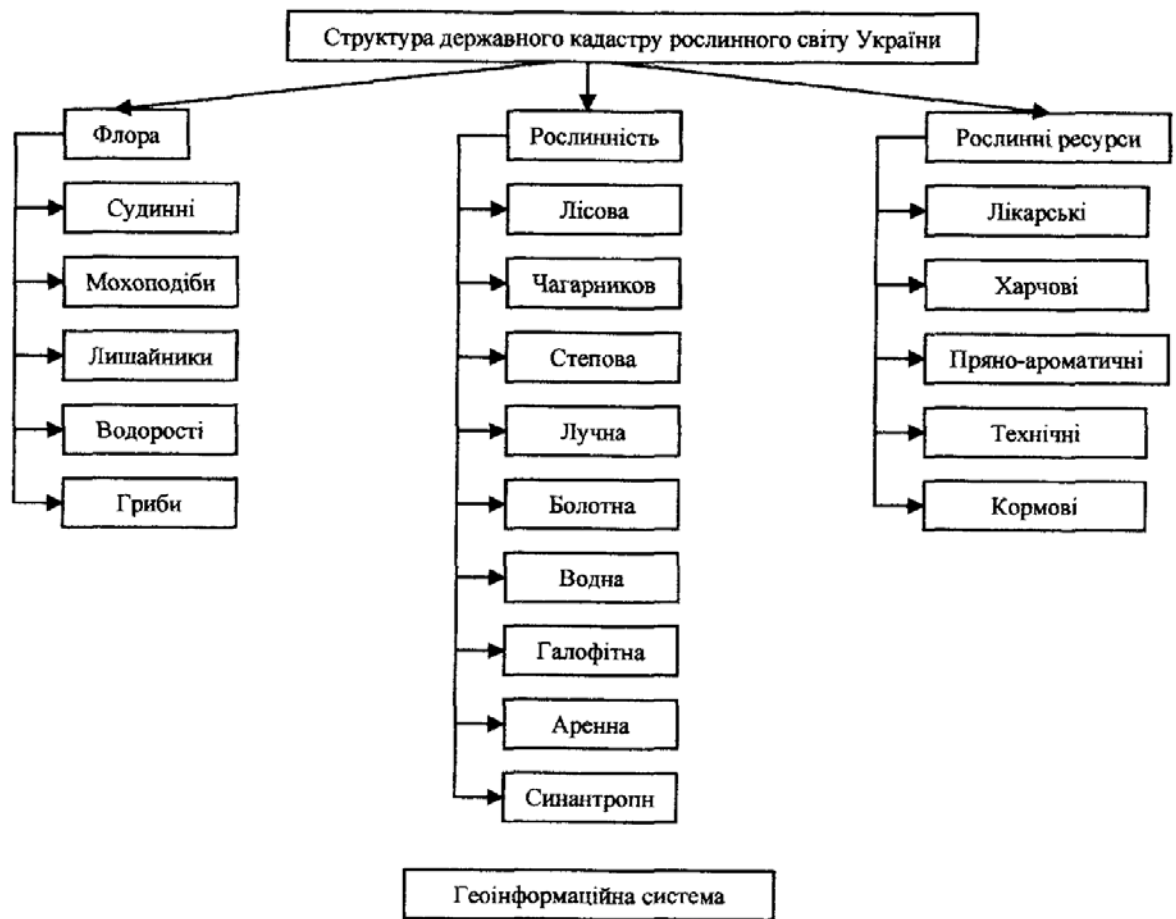 Структура державного кадастру рослинного світу України
Флора
Судинні
Мохоподіби
Лишайники
Водорості
Гриби
Рослинність
Лісова
Чагарников
Степова
Лучна
Болотна
Водна
Галофітна
Аренна
Синантропн
Рослинні ресурси
Лікарські
Харчові
Пряно-ароматичні
Технічні
Кормові
Геоінформаційна система